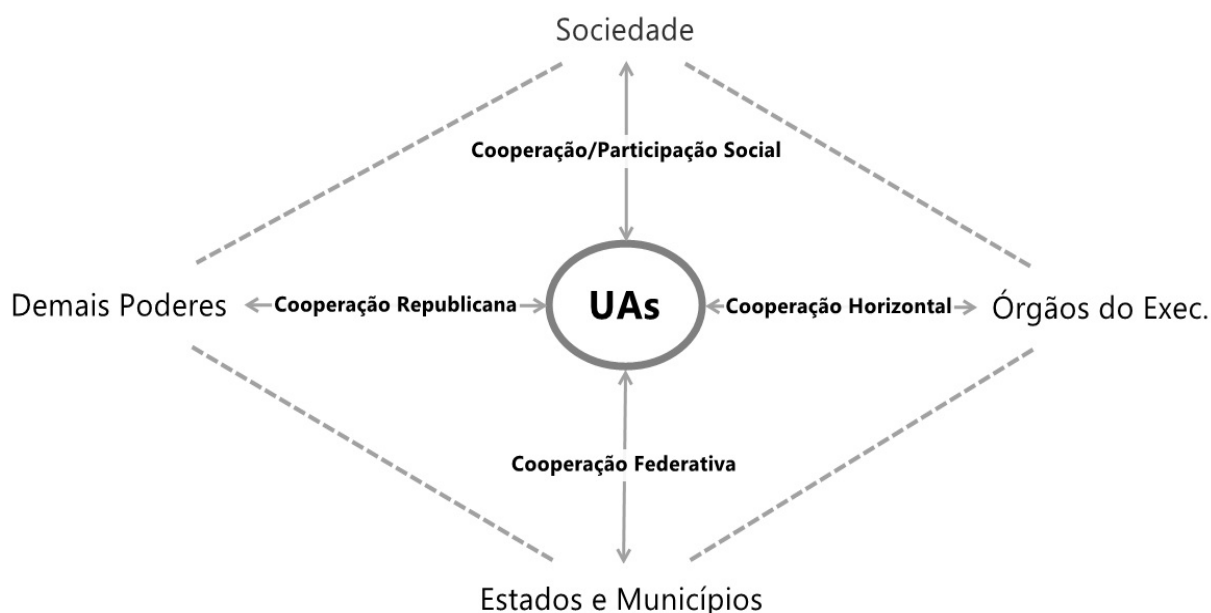 Sociedade
Cooperação/Participação Social
Demais Poderes
Cooperação Republicana
UAs
Cooperação Horizontal
Órgãos do Exec.
Cooperação Federativa
Estados e Municípios